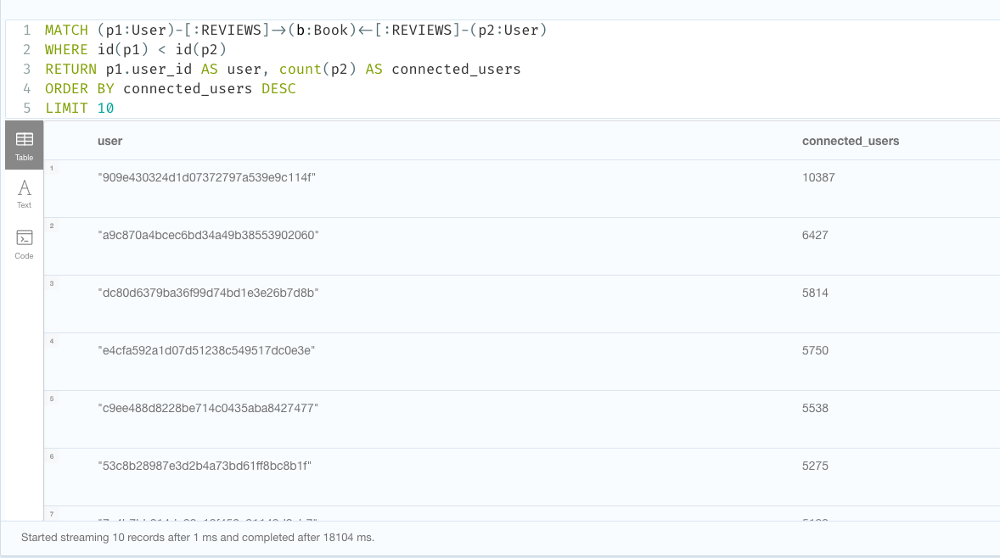 1 MATCH (p1:User)-[:REVIEWS]->(b:Book)<-[:REVIEWS]-(p2:User)
2 WHERE id(p1) < id(p2)
3 RETURN p1.user_id AS user, count(p2) AS connected_users
4 ORDER BY connected_users DESC
5 LIMIT 10
Table
Text
Code
user connected_users
1 "909e430324d1d07372797a539e9c114f" 10387
2 "a9c870a4bcec6bd34a49b38553902060" 6427
3 "dc80d6379ba36f99d74bd1e3e26b7d8b" 5814
4 "e4cfa592a1d07d51238c549517dc0e3e" 5750
5 "c9ee488d8228be714c0435aba8427477" 5538
6 "53c8b28987e3d2b4a73bd61ff8bc8b1f" 5275
7
Started streaming 10 records after 1 ms and completed after 18104 ms.